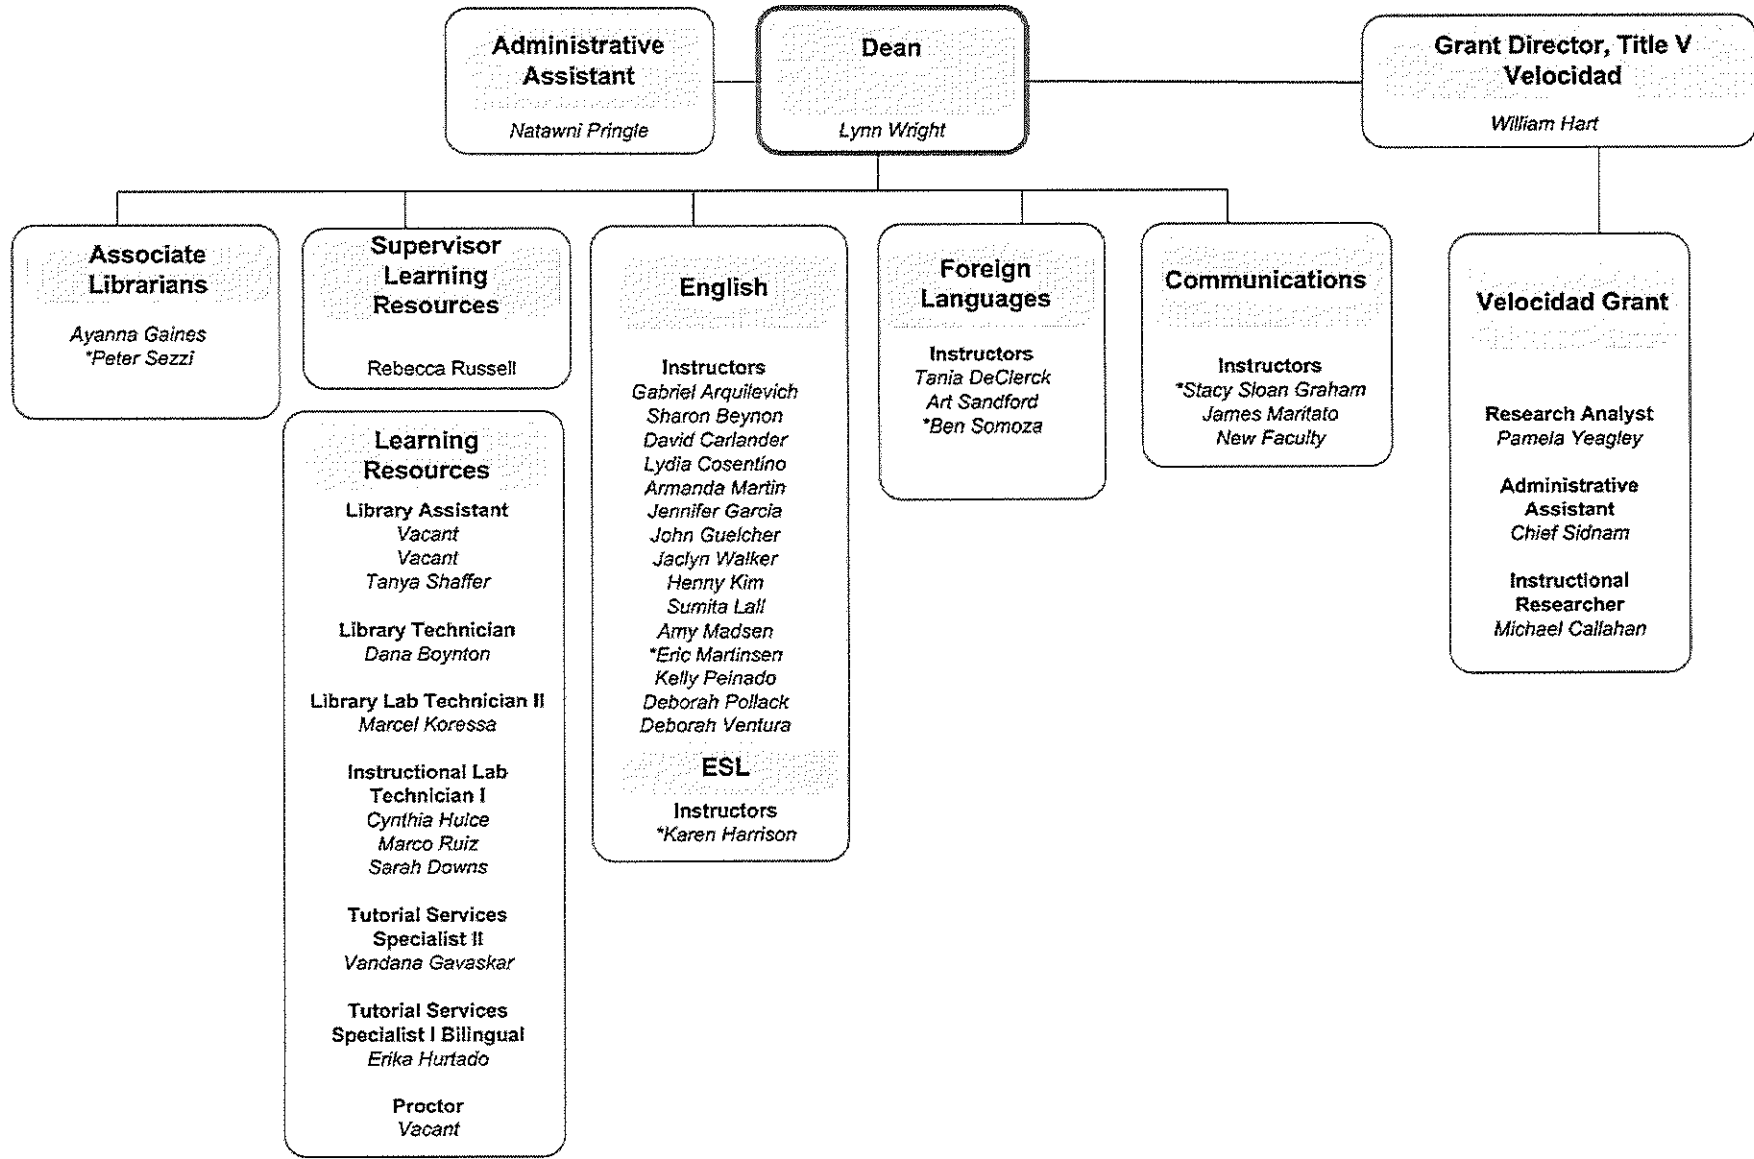 Administrative
Assistant
Natawni Pringle
Dean
Lynn Wright
Grant Director, Title V
Velocidad
William Hart
Associate
Librarians
Ayanna Gaines
*Peter Sezzi
Supervisor
Learning
Resources
Rebecca Russell
Learning
Resources
Library Assistant
Vacant
Vacant
Tanya Shaffer
Library Technician
Dana Boynton
Library Lab Technician II
Marcel Koressa
Instructional Lab
Technician I
Cynthia Hulce
Marco Ruiz
Sarah Downs
Tutorial Services
Specialist II
Vandana Gavaskar
Tutorial Services
Specialist I Bilingual
Erika Hurtado
Proctor
Vacant
English
Instructors
Gabriel Arquilevich
Sharon Beynon
David Carlander
Lydia Cosentino
Armanda Martin
Jennifer Garcia
John Guelcher
Jaclyn Walker
Henny Kim
Sumita Lall
Amy Madsen
*Eric Martinsen
Kelly Peinado
Deborah Pollack
Deborah Ventura
ESL
Instructors
*Karen Harrison
Foreign
Languages
Instructors
Tania DeClerck
Art Sandford
*Ben Somoza
Communications
Instructors
*Stacy Sloan Graham
James Maritato
New Faculty
Velocidad Grant
Research Analyst
Pamela Yeagley
Administrative
Assistant
Chief Sidnam
Instructional
Researcher
Michael Callahan